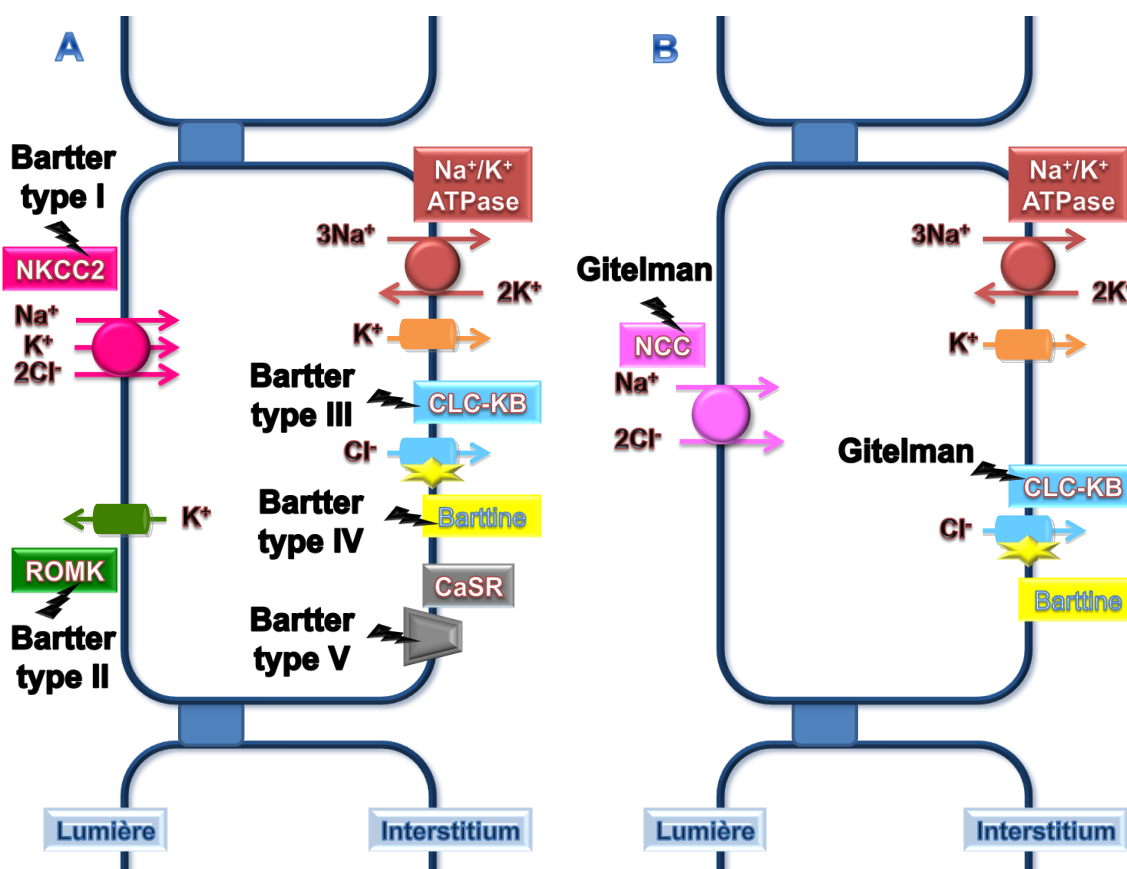 A
Bartter
type I
NKCC2
Na⁺
K⁺
2Cl⁻
K⁺
ROMK
Bartter
type II
Na⁺/K⁺
ATPase
3Na⁺
2K⁺
K⁺
Bartter
type III
CLC-KB
Cl⁻
Bartter
type IV
Barttine
CaSR
Bartter
type V
Lumière
Interstitium
B
Gitelman
NCC
Na⁺
2Cl⁻
Na⁺/K⁺
ATPase
3Na⁺
2K⁺
K⁺
Gitelman
CLC-KB
Cl⁻
Barttine
Lumière
Interstitium